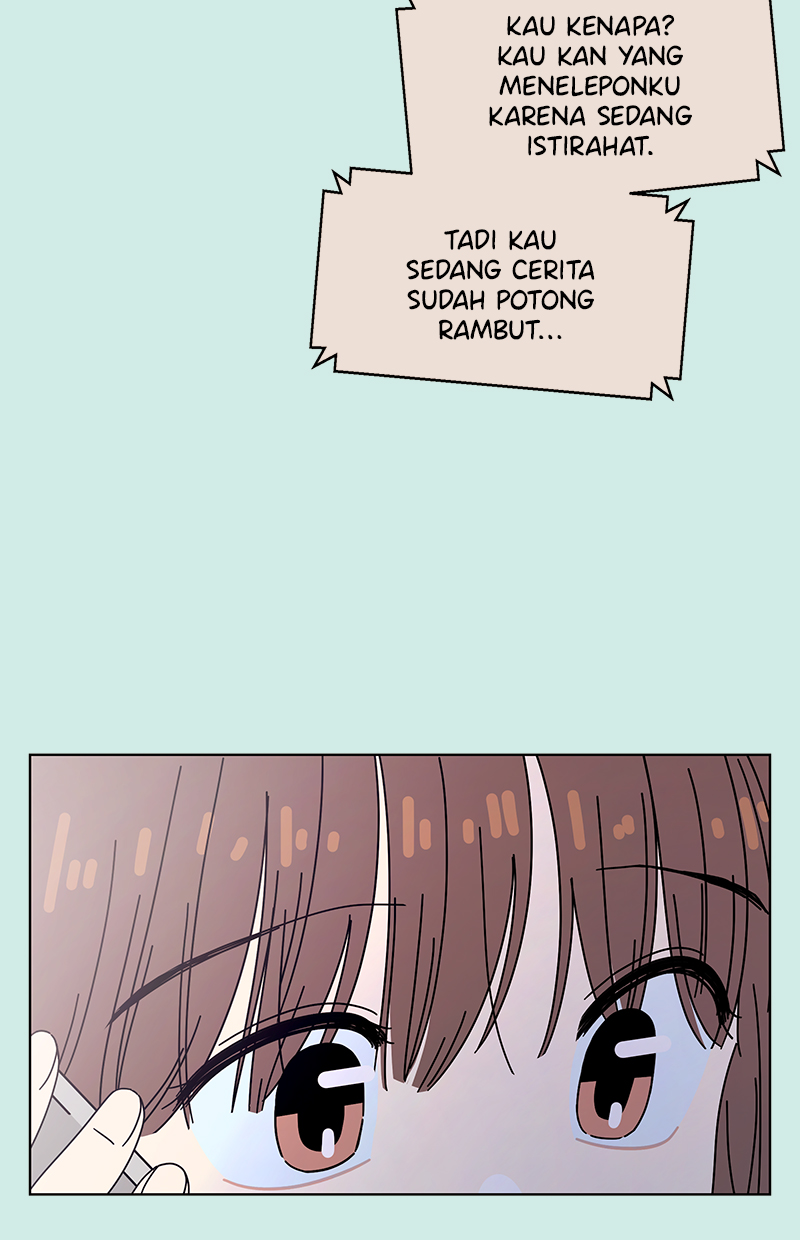 KAU KENAPA?
KAU KAN YANG
MENELEPONKU
KARENA SEDANG
ISTIRAHAT.
TADI KAU
SEDANG CERITA
SUDAH POTONG
RAMBUT...